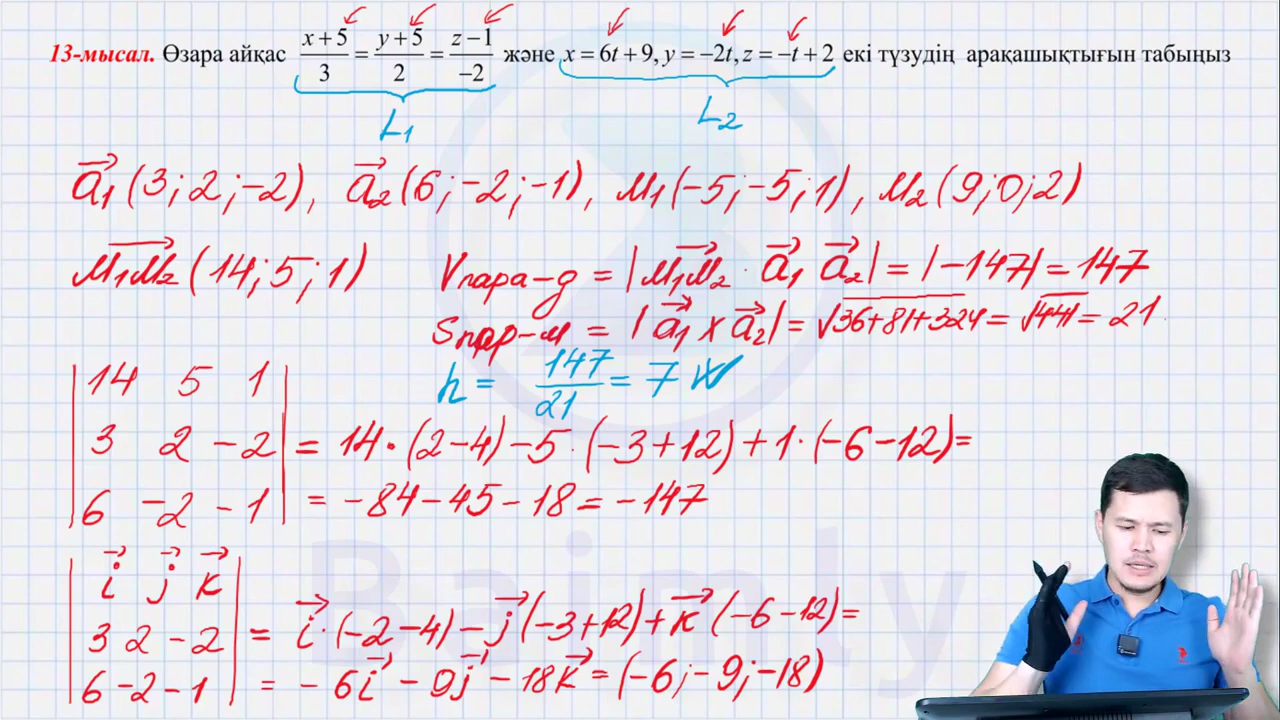 13-мысал. Өзара айқас (x+5)/3 = (y+5)/2 = (z−1)/−2 және x = 6t + 9, y = −2t, z = −t + 2 екі түзудің арақашықтығын табыңыз
L₁ L₂
a₁(3; 2; −2), a₂(6; −2; −1), M₁(−5; −5; 1), M₂(9; 0; 2)
M₁M₂(14; 5; 1) Vпара-д = |M₁M₂ · a₁ a₂| = |−147| = 147
Sпар-м = |a₁ × a₂| = √36+81+324 = √441 = 21
h = 147/21 = 7
14 5 1
3 2 −2 = 14·(2−4)−5·(−3+12)+1·(−6−12)=
6 −2 −1 = −84−45−18=−147
i j k
3 2 −2 = i·(−2−4)−j(−3+12)+k(−6−12)=
6 −2 −1 = −6i − 9j − 18k = (−6; −9; −18)
Baimly